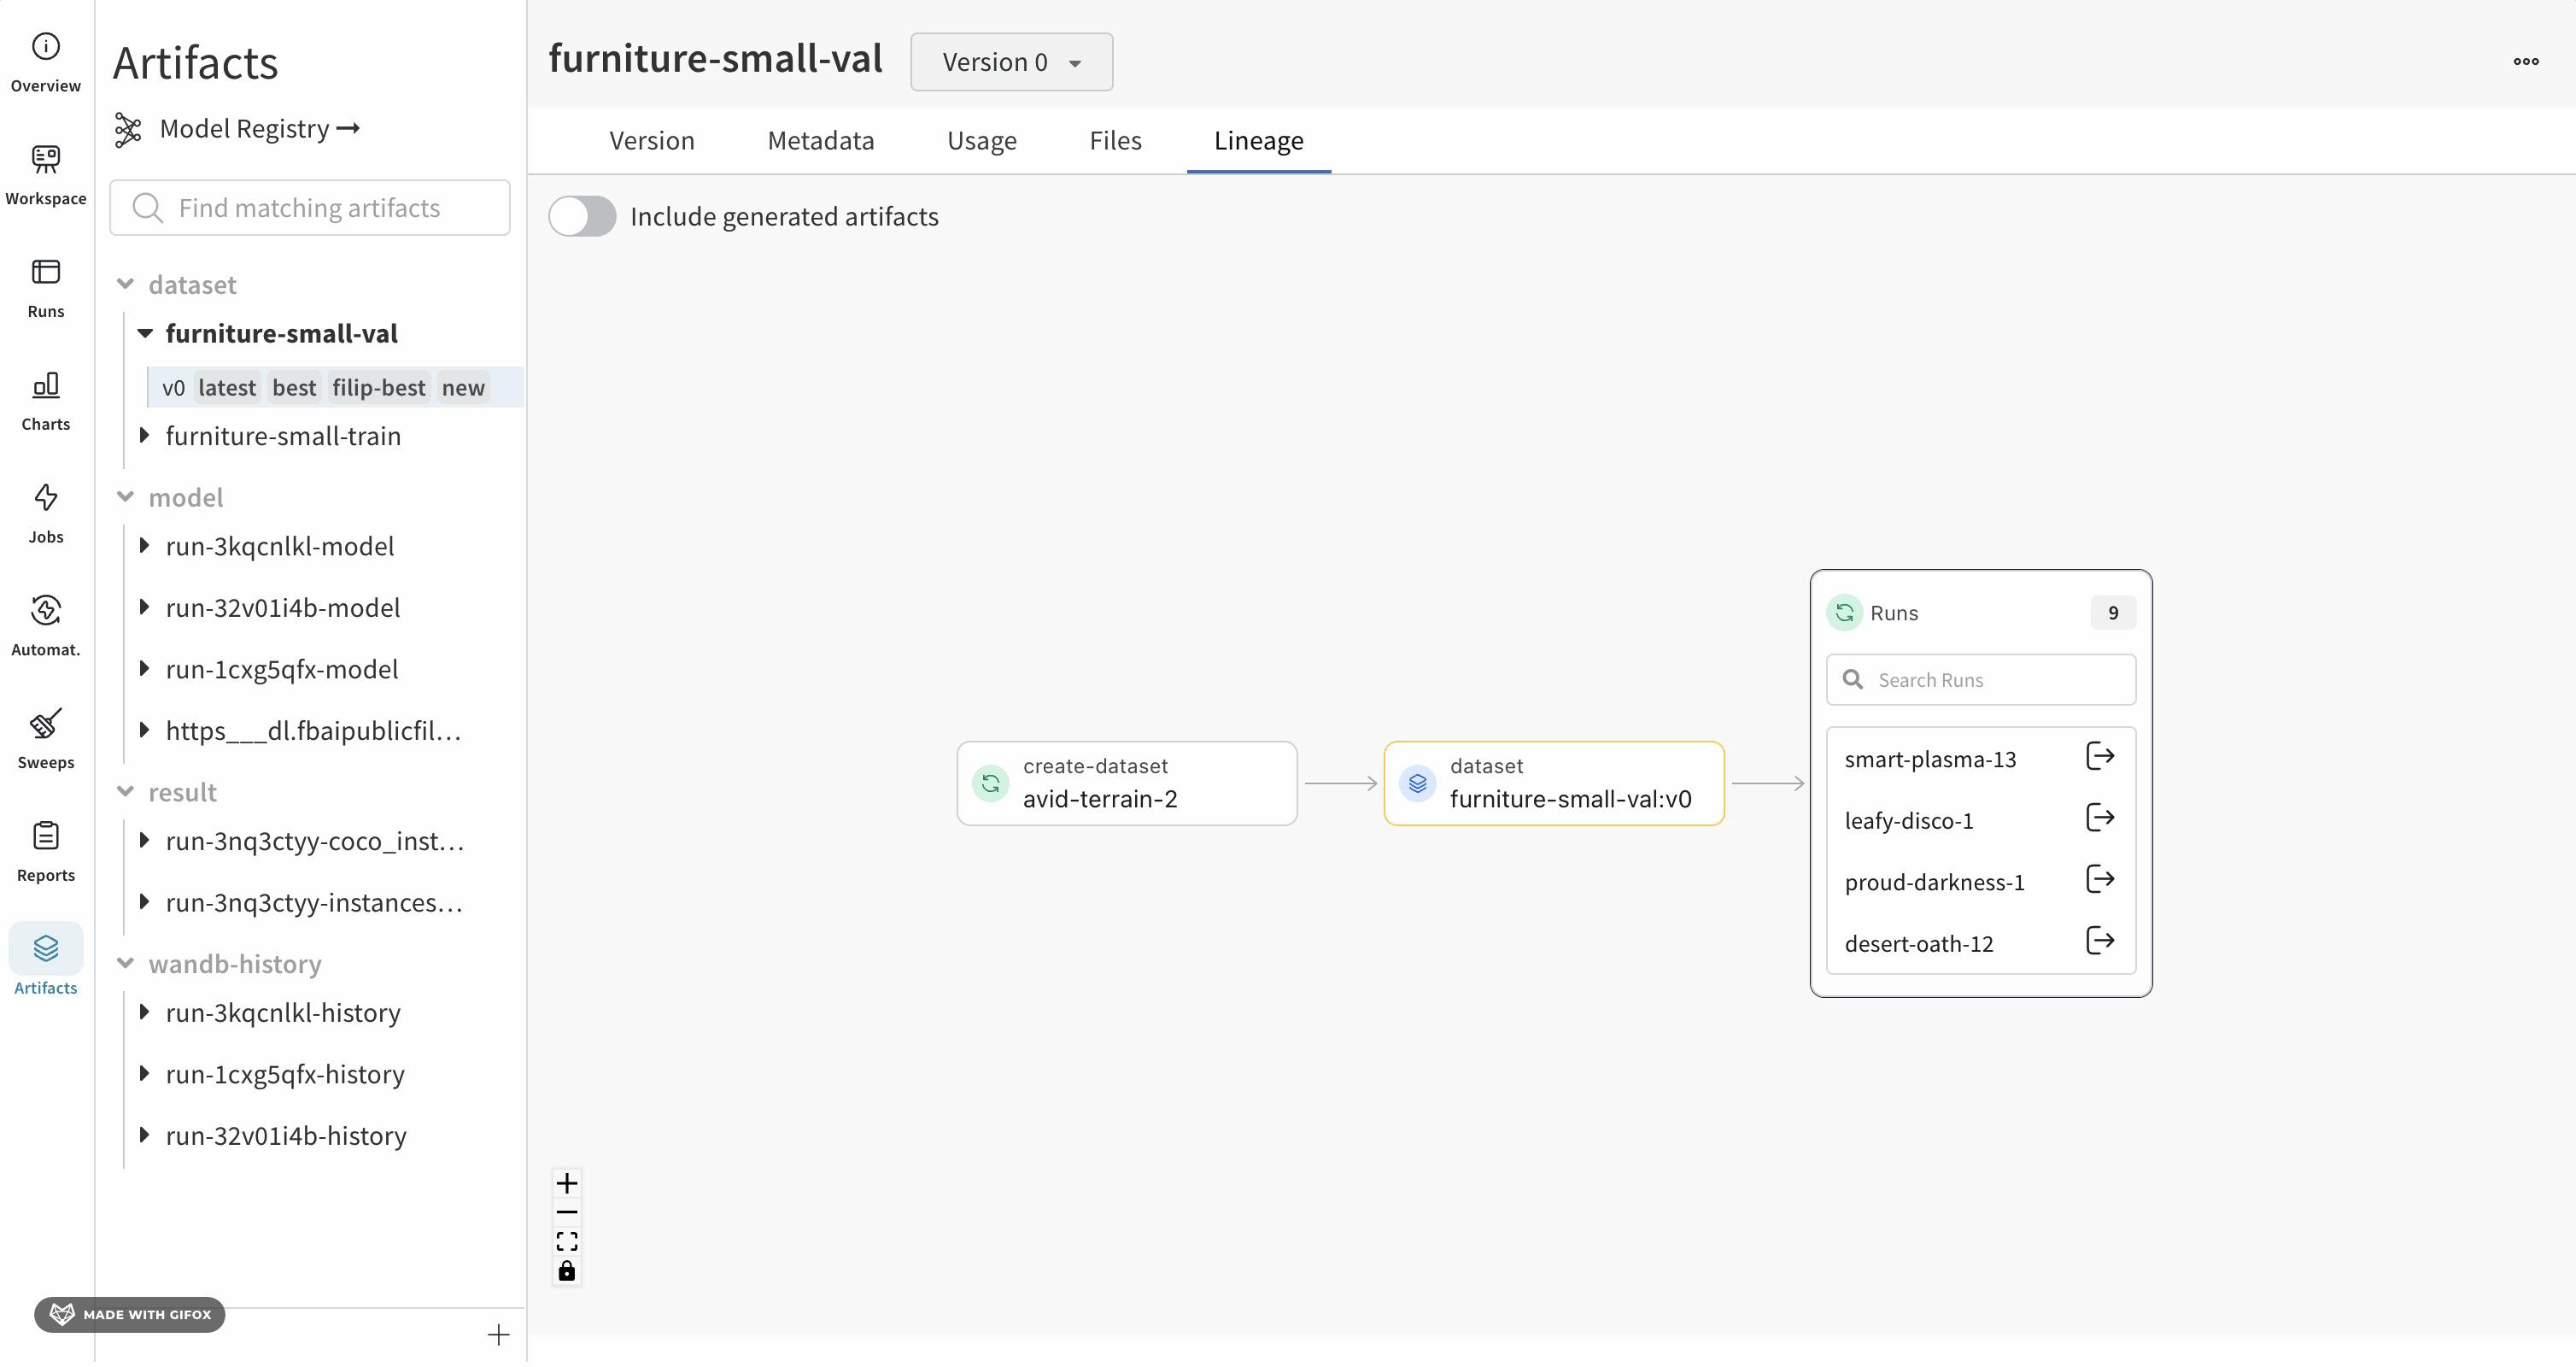 Overview
Workspace
Runs
Charts
Jobs
Automat.
Sweeps
Reports
Artifacts
Artifacts
Model Registry →
Find matching artifacts
dataset
furniture-small-val
v0 latest best filip-best new
furniture-small-train
model
run-3kqcnlkl-model
run-32v01i4b-model
run-1cxg5qfx-model
https___dl.fbaipublicfil...
result
run-3nq3ctyy-coco_inst...
run-3nq3ctyy-instances...
wandb-history
run-3kqcnlkl-history
run-1cxg5qfx-history
run-32v01i4b-history
MADE WITH GIFOX
furniture-small-val Version 0
Version Metadata Usage Files Lineage
Include generated artifacts
create-dataset
avid-terrain-2
dataset
furniture-small-val:v0
Runs 9
Search Runs
smart-plasma-13
leafy-disco-1
proud-darkness-1
desert-oath-12